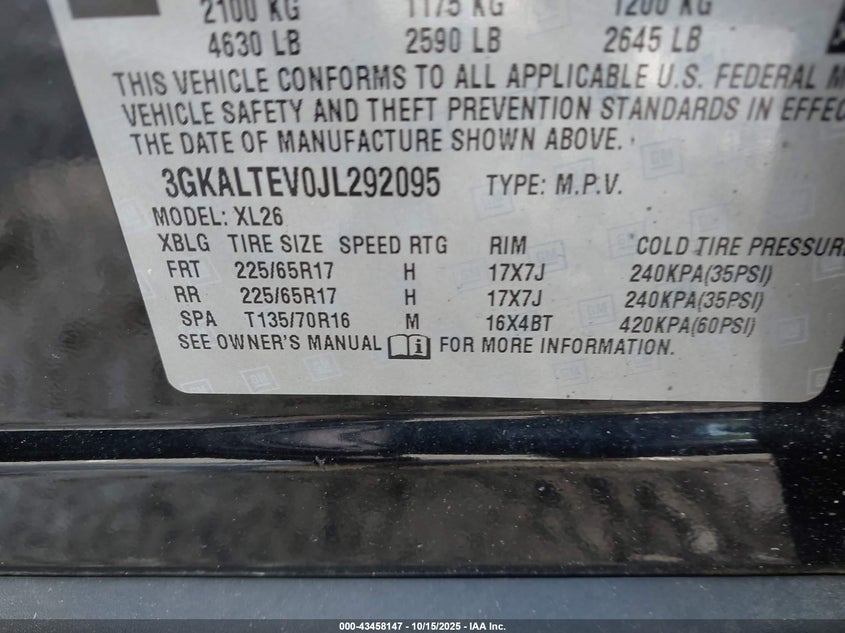 2100 KG 1175 KG 1200 KG
4630 LB 2590 LB 2645 LB
THIS VEHICLE CONFORMS TO ALL APPLICABLE U.S. FEDERAL M
VEHICLE SAFETY AND THEFT PREVENTION STANDARDS IN EFFEC
THE DATE OF MANUFACTURE SHOWN ABOVE.
3GKALTEV0JL292095 TYPE: M.P.V.
MODEL: XL26
XBLG TIRE SIZE SPEED RTG RIM COLD TIRE PRESSURE
FRT 225/65R17 H 17X7J 240KPA(35PSI)
RR 225/65R17 H 17X7J 240KPA(35PSI)
SPA T135/70R16 M 16X4BT 420KPA(60PSI)
SEE OWNER'S MANUAL FOR MORE INFORMATION.
000-43458147 - 10/15/2025 - IAA Inc.